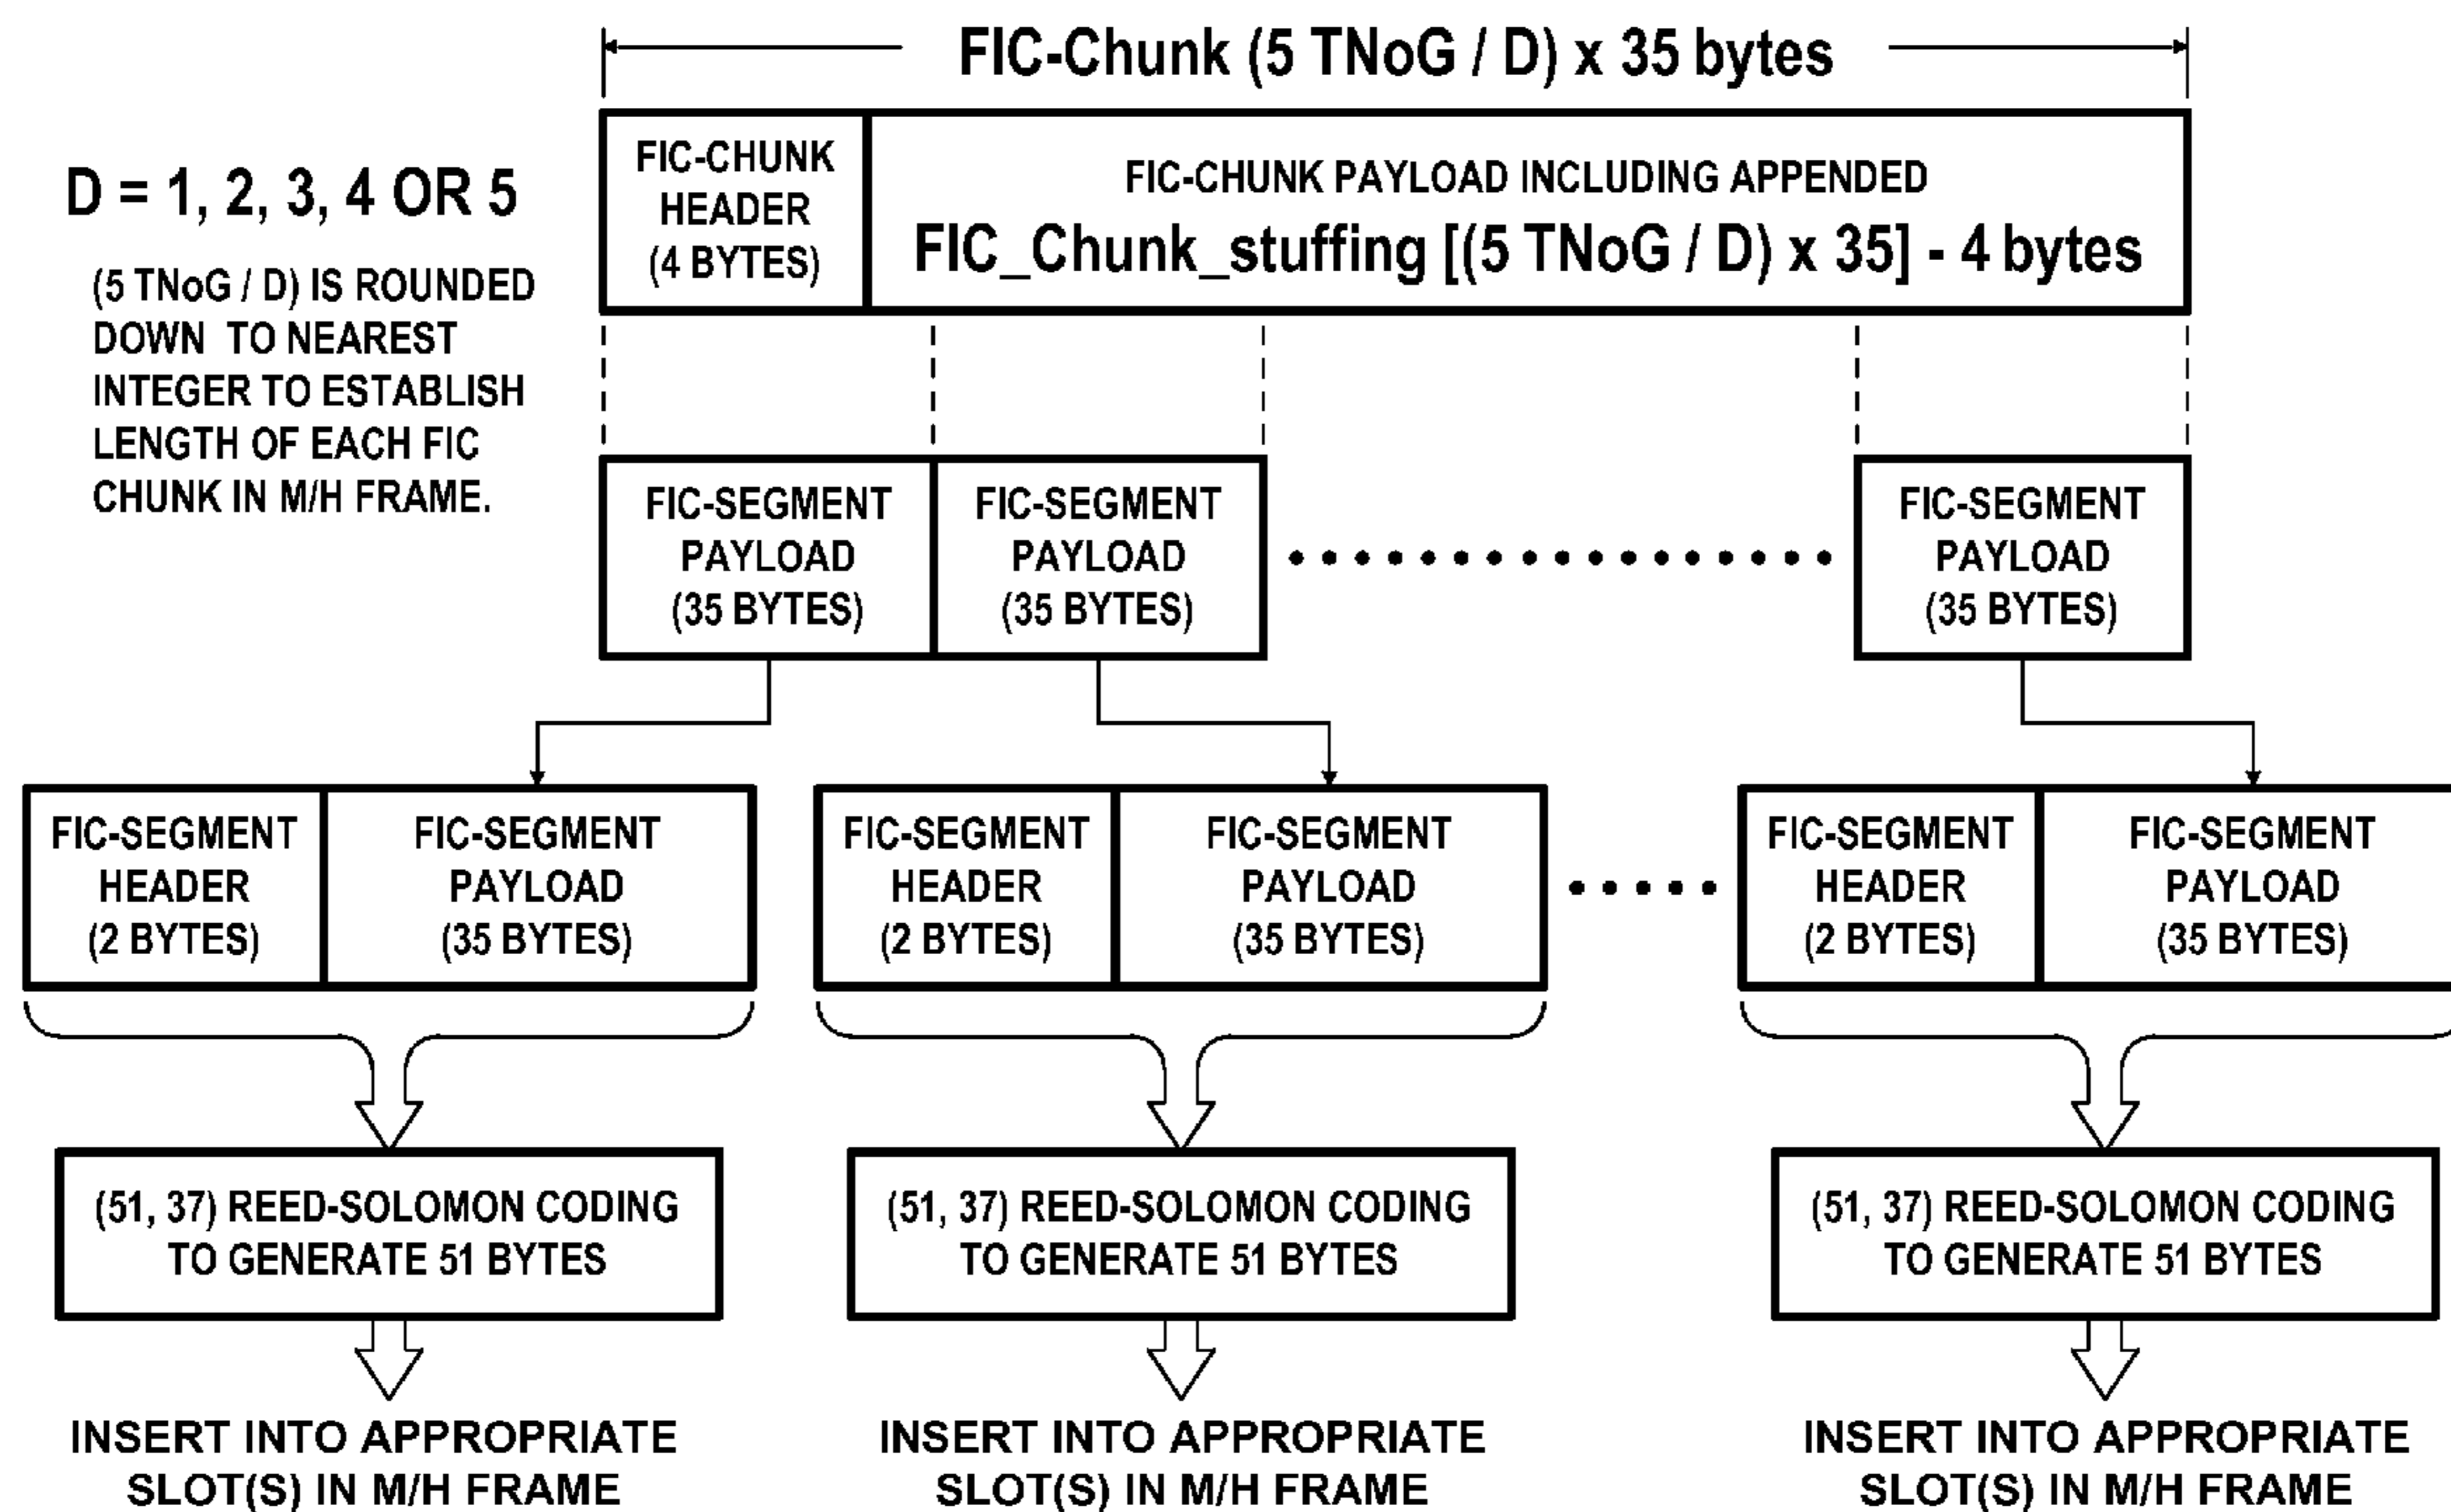 FIC-Chunk (5 TNoG / D) x 35 bytes
D = 1, 2, 3, 4 OR 5
(5 TNoG / D) IS ROUNDED
DOWN TO NEAREST
INTEGER TO ESTABLISH
LENGTH OF EACH FIC
CHUNK IN M/H FRAME.
FIC-CHUNK
HEADER
(4 BYTES)
FIC-CHUNK PAYLOAD INCLUDING APPENDED
FIC_Chunk_stuffing [(5 TNoG / D) x 35] - 4 bytes
FIC-SEGMENT
PAYLOAD
(35 BYTES)
FIC-SEGMENT
PAYLOAD
(35 BYTES)
FIC-SEGMENT
PAYLOAD
(35 BYTES)
FIC-SEGMENT
HEADER
(2 BYTES)
FIC-SEGMENT
PAYLOAD
(35 BYTES)
FIC-SEGMENT
HEADER
(2 BYTES)
FIC-SEGMENT
PAYLOAD
(35 BYTES)
FIC-SEGMENT
HEADER
(2 BYTES)
FIC-SEGMENT
PAYLOAD
(35 BYTES)
(51, 37) REED-SOLOMON CODING
TO GENERATE 51 BYTES
(51, 37) REED-SOLOMON CODING
TO GENERATE 51 BYTES
(51, 37) REED-SOLOMON CODING
TO GENERATE 51 BYTES
INSERT INTO APPROPRIATE
SLOT(S) IN M/H FRAME
INSERT INTO APPROPRIATE
SLOT(S) IN M/H FRAME
INSERT INTO APPROPRIATE
SLOT(S) IN M/H FRAME